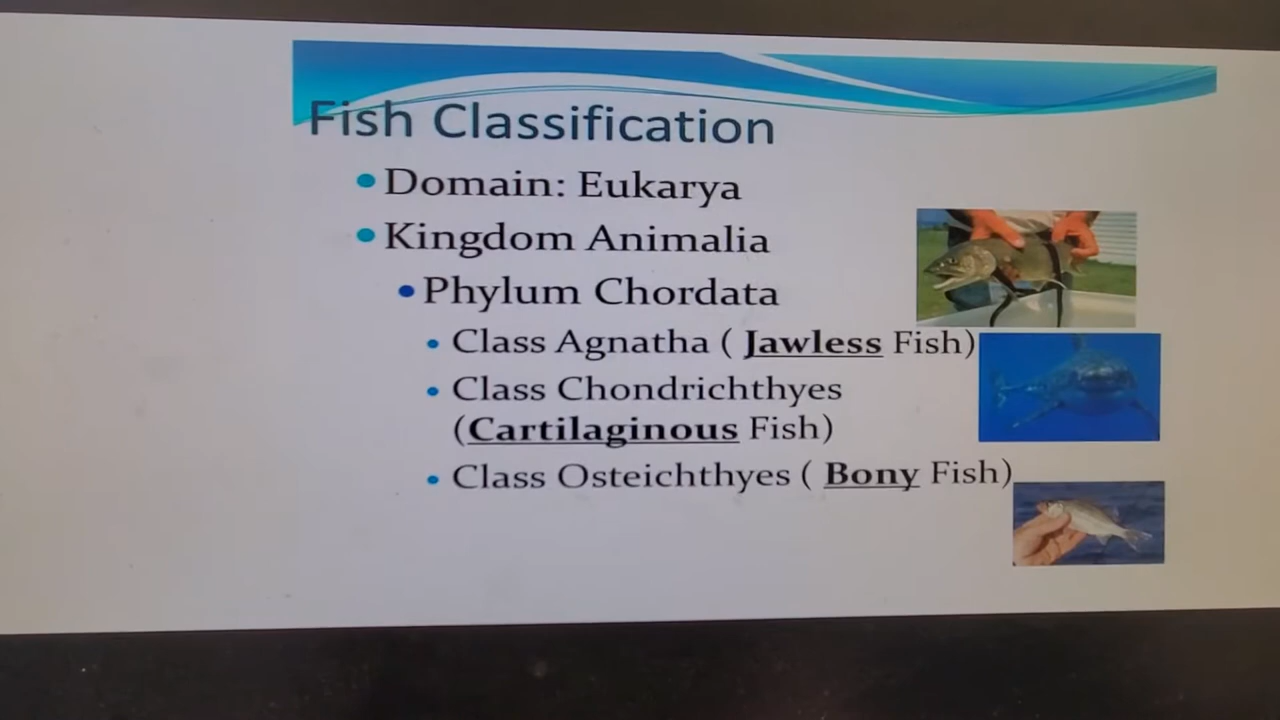 Fish Classification
Domain: Eukarya
Kingdom Animalia
Phylum Chordata
Class Agnatha ( Jawless Fish)
Class Chondrichthyes
(Cartilaginous Fish)
Class Osteichthyes ( Bony Fish)